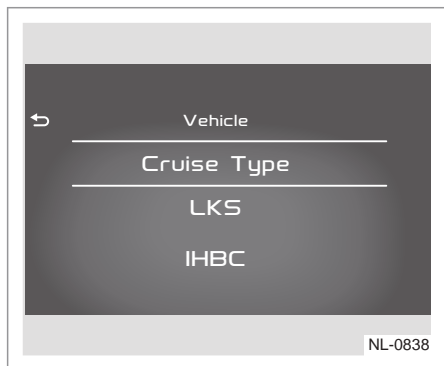 Vehicle
Cruise Type
LKS
IHBC
NL-0838